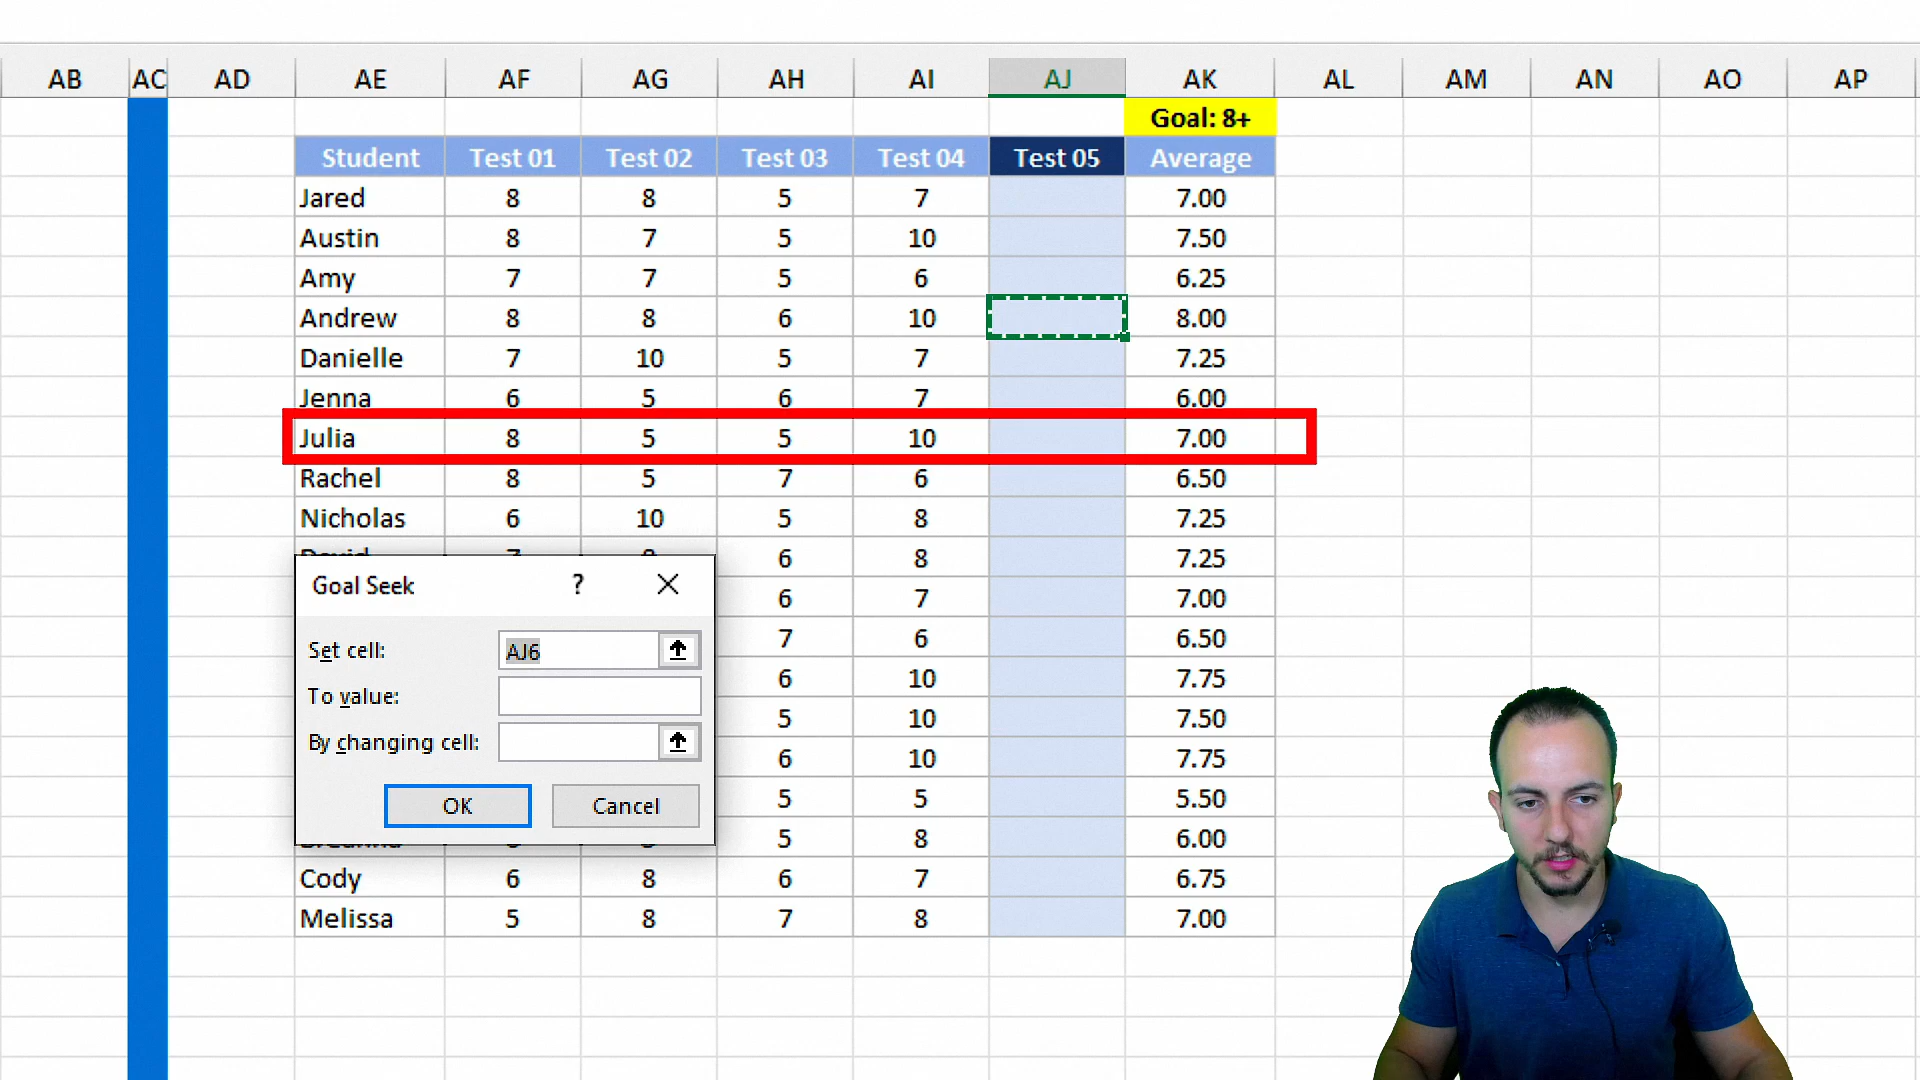 AB AC AD AE AF AG AH AI AJ AK AL AM AN AO AP
Goal: 8+
Student Test 01 Test 02 Test 03 Test 04 Test 05 Average
Jared 8 8 5 7 7.00
Austin 8 7 5 10 7.50
Amy 7 7 5 6 6.25
Andrew 8 8 6 10 8.00
Danielle 7 10 5 7 7.25
Jenna 6 5 6 7 6.00
Julia 8 5 5 10 7.00
Rachel 8 5 7 6 6.50
Nicholas 6 10 5 8 7.25
6 8 7.25
6 7 7.00
7 6 6.50
6 10 7.75
5 10 7.50
6 10 7.75
5 5 5.50
5 8 6.00
Cody 6 8 6 7 6.75
Melissa 5 8 7 8 7.00
Goal Seek ?
Set cell: AJ6
To value:
By changing cell:
OK Cancel